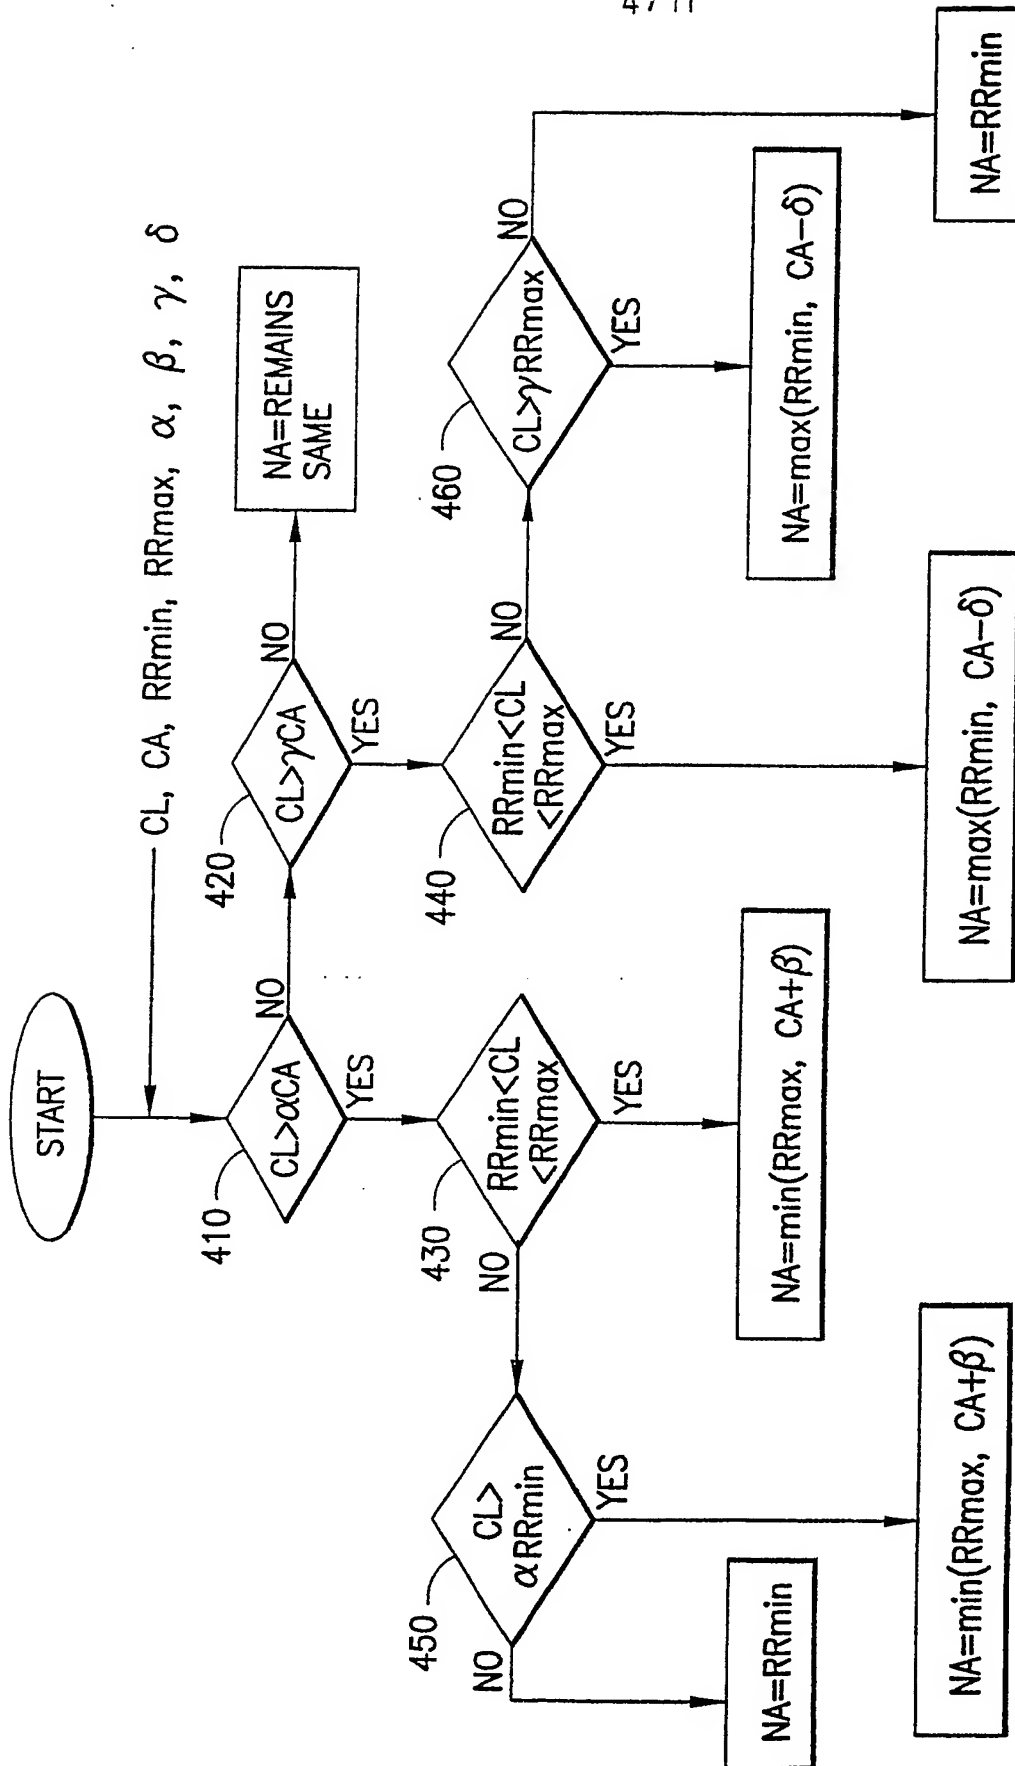 START
CL, CA, RRmin, RRmax, α, β, γ, δ
410
CL>αCA
NO
YES
420
CL>γCA
NO
YES
NA=REMAINS
SAME
430
RRmin<CL
<RRmax
NO
YES
440
RRmin<CL
<RRmax
NO
YES
450
CL>
αRRmin
NO
YES
460
CL>γRRmax
NO
YES
NA=RRmin
NA=min(RRmax, CA+β)
NA=min(RRmax, CA+β)
NA=max(RRmin, CA-δ)
NA=max(RRmin, CA-δ)
NA=RRmin